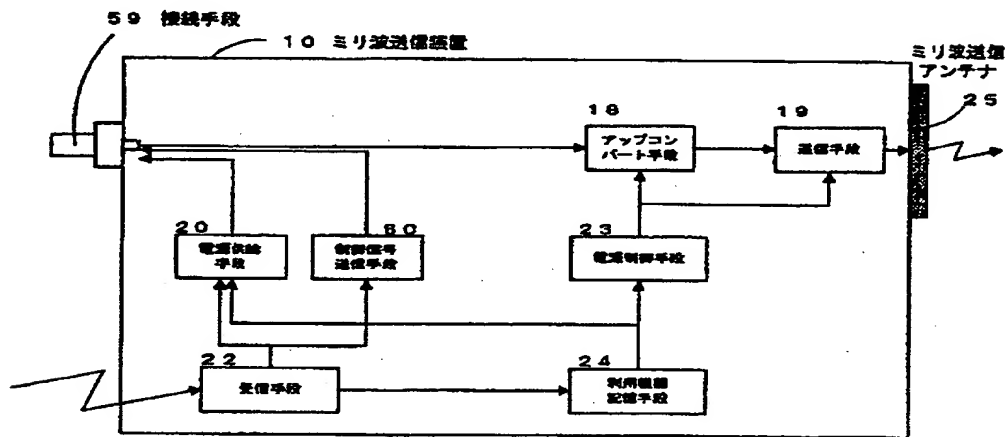 59 接続手段
10 ミリ波送信装置
ミリ波送信
アンテナ
25
18
アップコン
バート手段
19
送信手段
20
電源供給
手段
60
制御信号
送信手段
23
電源制御手段
22
受信手段
24
利用機器
記憶手段